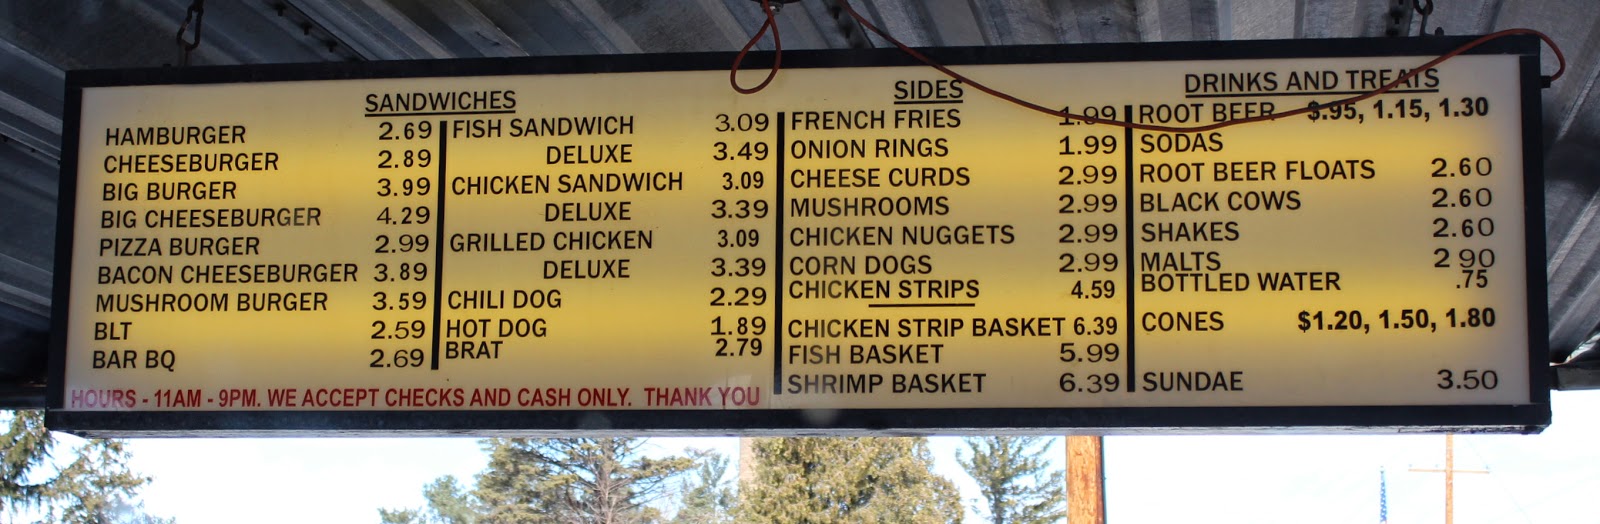 SANDWICHES
HAMBURGER 2.69
CHEESEBURGER 2.89
BIG BURGER 3.99
BIG CHEESEBURGER 4.29
PIZZA BURGER 2.99
BACON CHEESEBURGER 3.89
MUSHROOM BURGER 3.59
BLT 2.59
BAR BQ 2.69
FISH SANDWICH 3.09
DELUXE 3.49
CHICKEN SANDWICH 3.09
DELUXE 3.39
GRILLED CHICKEN 3.09
DELUXE 3.39
CHILI DOG 2.29
HOT DOG 1.89
BRAT 2.79
HOURS - 11AM - 9PM. WE ACCEPT CHECKS AND CASH ONLY. THANK YOU
SIDES
FRENCH FRIES 1.99
ONION RINGS 1.99
CHEESE CURDS 2.99
MUSHROOMS 2.99
CHICKEN NUGGETS 2.99
CORN DOGS 2.99
CHICKEN STRIPS 4.59
CHICKEN STRIP BASKET 6.39
FISH BASKET 5.99
SHRIMP BASKET 6.39
DRINKS AND TREATS
ROOT BEER $.95, 1.15, 1.30
SODAS
ROOT BEER FLOATS 2.60
BLACK COWS 2.60
SHAKES 2.60
MALTS 2 90
BOTTLED WATER .75
CONES $1.20, 1.50, 1.80
SUNDAE 3.50